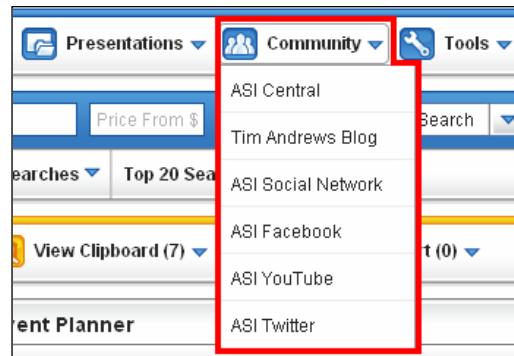 Presentations Community Tools
ASI Central
Price From $ Search
Tim Andrews Blog
earches Top 20 Sea
ASI Social Network
ASI Facebook
View Clipboard (7) t (0)
ASI YouTube
ent Planner
ASI Twitter